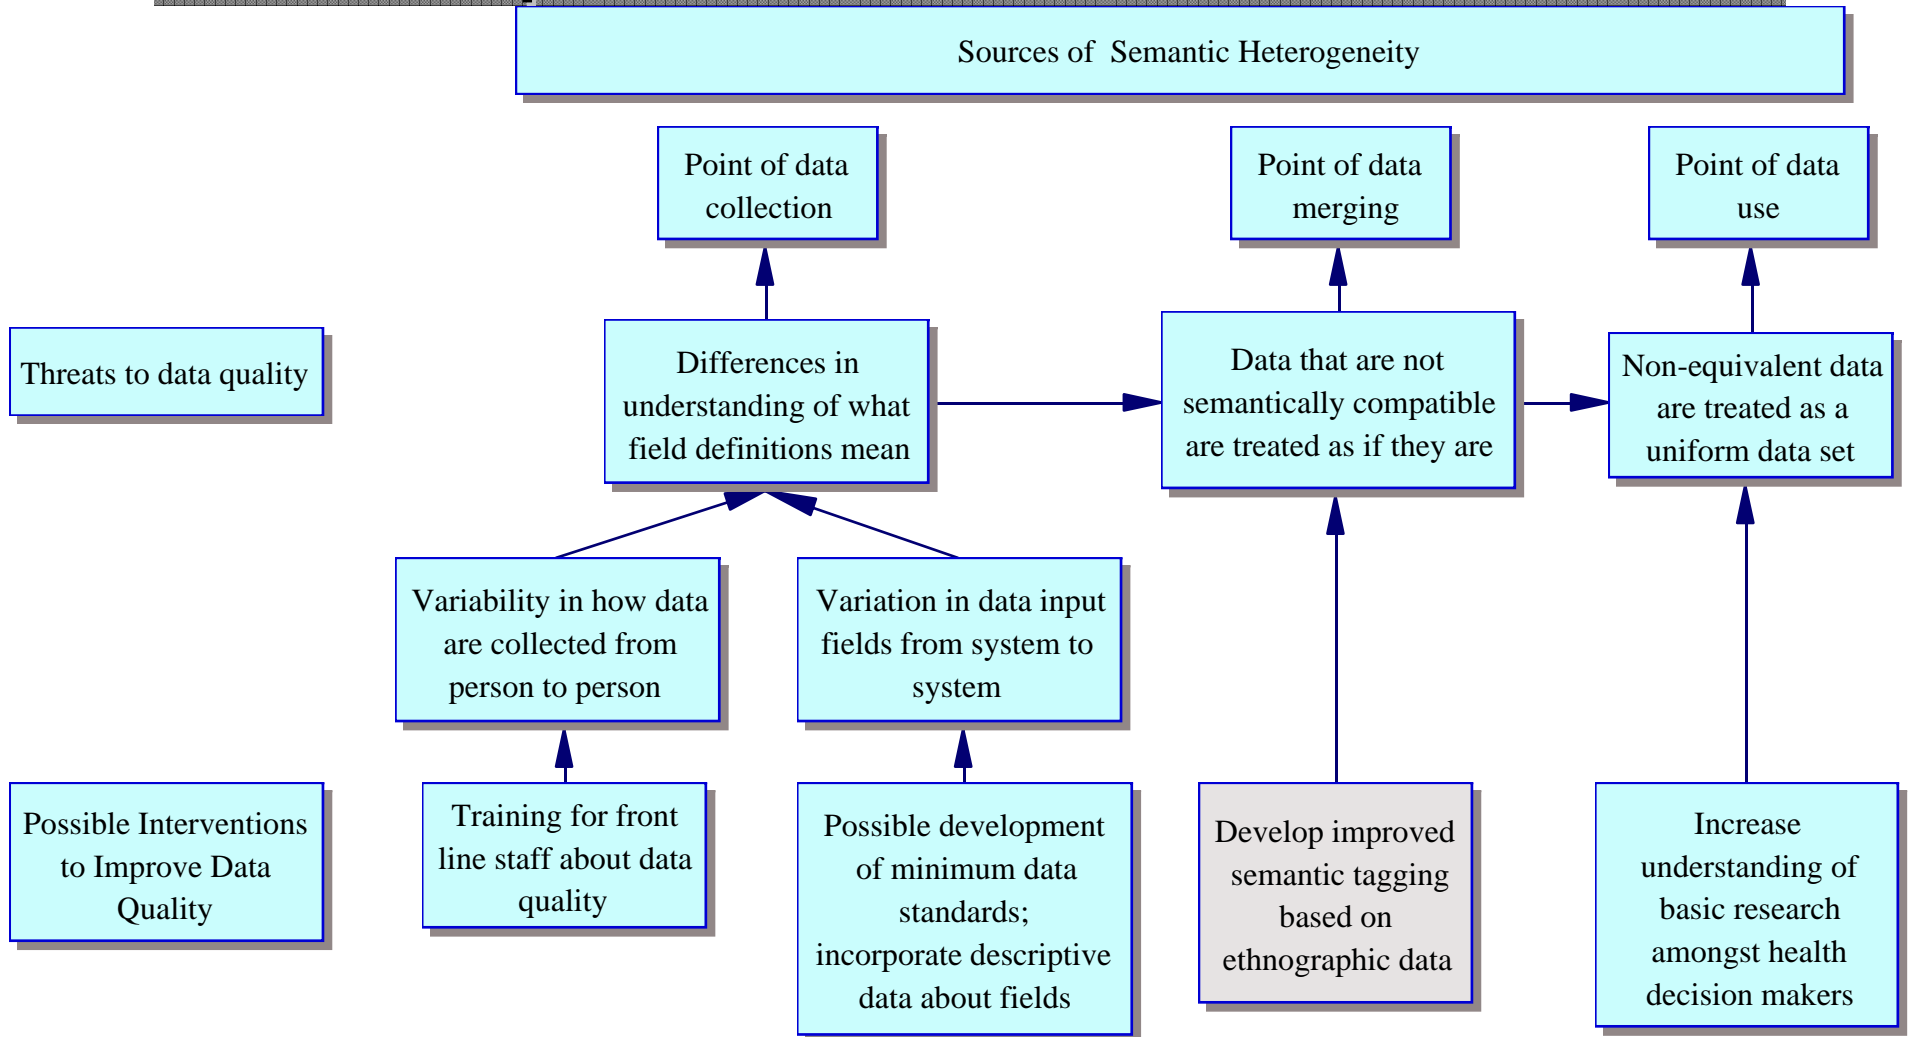 Sources of  Semantic Heterogeneity
Point of data
collection
Point of data
merging
Point of data
use
Threats to data quality
Differences in
understanding of what
field definitions mean
Data that are not
semantically compatible
are treated as if they are
Non-equivalent data
are treated as a
uniform data set
Variability in how data
are collected from
person to person
Variation in data input
fields from system to
system
Possible Interventions
to Improve Data
Quality
Training for front
line staff about data
quality
Possible development
of minimum data
standards;
incorporate descriptive
data about fields
Develop improved
semantic tagging
based on
ethnographic data
Increase
understanding of
basic research
amongst health
decision makers